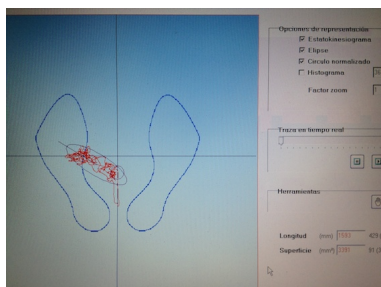 Opciones de representación
Estatokinesiograma
Elipse
Círculo normalizado
Histograma
Factor zoom
Traza en tiempo real
Herramientas
Longitud (mm)
Superficie (mm²)